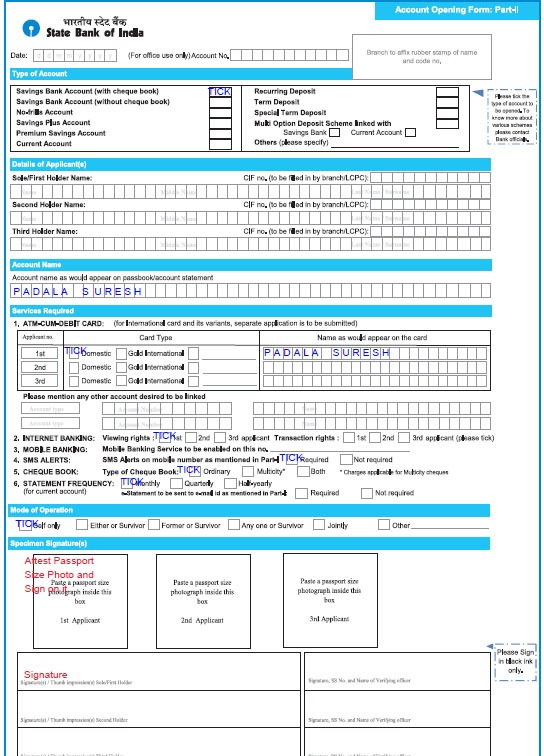 Account Opening Form: Part-I
भारतीय स्टेट बैंक
State Bank of India
Date: d d m m y y y y (For office use only) Account No.
Branch to affix rubber stamp of name
and code no.
Type of Account
Savings Bank Account (with cheque book) TICK
Savings Bank Account (without cheque book)
No-frills Account
Savings Plus Account
Premium Savings Account
Current Account
Recurring Deposit
Term Deposit
Special Term Deposit
Multi Option Deposit Scheme linked with
Savings Bank Current Account
Others (please specify)
Please tick the
type of account to
be opened. To
know more about
various schemes
please contact
Bank officials.
Details of Applicant(s)
Sole/First Holder Name: CIF no. (to be filled in by branch/LCPC):
Name Middle Name Last Name / Surname
Second Holder Name: CIF no. (to be filled in by branch/LCPC):
Name Middle Name Last Name / Surname
Third Holder Name: CIF no. (to be filled in by branch/LCPC):
Name Middle Name Last Name / Surname
Account Name
Account name as would appear on passbook/account statement
PADALA SURESH
Services Required
1. ATM-CUM-DEBIT CARD: (for International card and its variants, separate application is to be submitted)
Applicant no. Card Type Name as would appear on the card
1st TICK Domestic Gold International PADALA SURESH
2nd Domestic Gold International
3rd Domestic Gold International
Please mention any other account desired to be linked
Account type Account Number Name
Account type Account Number Name
2. INTERNET BANKING: Viewing rights : TICK 1st 2nd 3rd applicant Transaction rights : 1st 2nd 3rd applicant (please tick)
3. MOBILE BANKING: Mobile Banking Service to be enabled on this no.
4. SMS ALERTS: SMS Alerts on mobile number as mentioned in Part-I TICK Required Not required
5. CHEQUE BOOK: Type of Cheque Book: TICK Ordinary Multicity* Both * Charges applicable for Multicity cheques
6. STATEMENT FREQUENCY: TICK Monthly Quarterly Half-yearly
(for current account) e-Statement to be sent to e-mail id as mentioned in Part-I: Required Not required
Mode of Operation
TICK Self only Either or Survivor Former or Survivor Any one or Survivor Jointly Other
Specimen Signature(s)
Attest Passport
Size Photo and
Sign on it
Paste a passport size
photograph inside this
box
1st Applicant
Paste a passport size
photograph inside this
box
2nd Applicant
Paste a passport size
photograph inside this
box
3rd Applicant
Please Sign
in black ink
only.
Signature
Signature(s) / Thumb impression(s) Sole/First Holder
Signature, SS No. and Name of Verifying officer
Signature(s) / Thumb impression(s) Second Holder
Signature, SS No. and Name of Verifying officer
Signature(s) / Thumb impression(s) Third Holder
Signature, SS No. and Name of Verifying officer